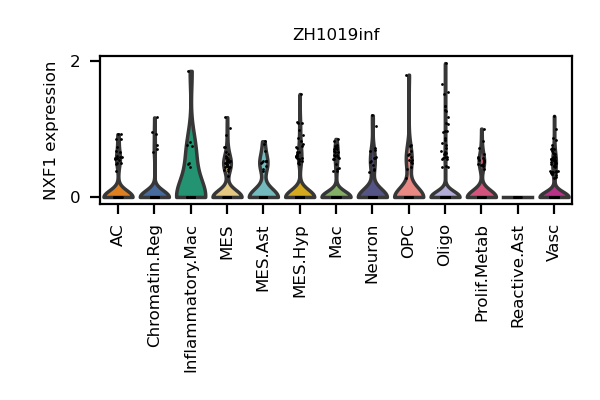 ZH1019inf
NXF1 expression
2
0
AC
Chromatin.Reg
Inflammatory.Mac
MES
MES.Ast
MES.Hyp
Mac
Neuron
OPC
Oligo
Prolif.Metab
Reactive.Ast
Vasc